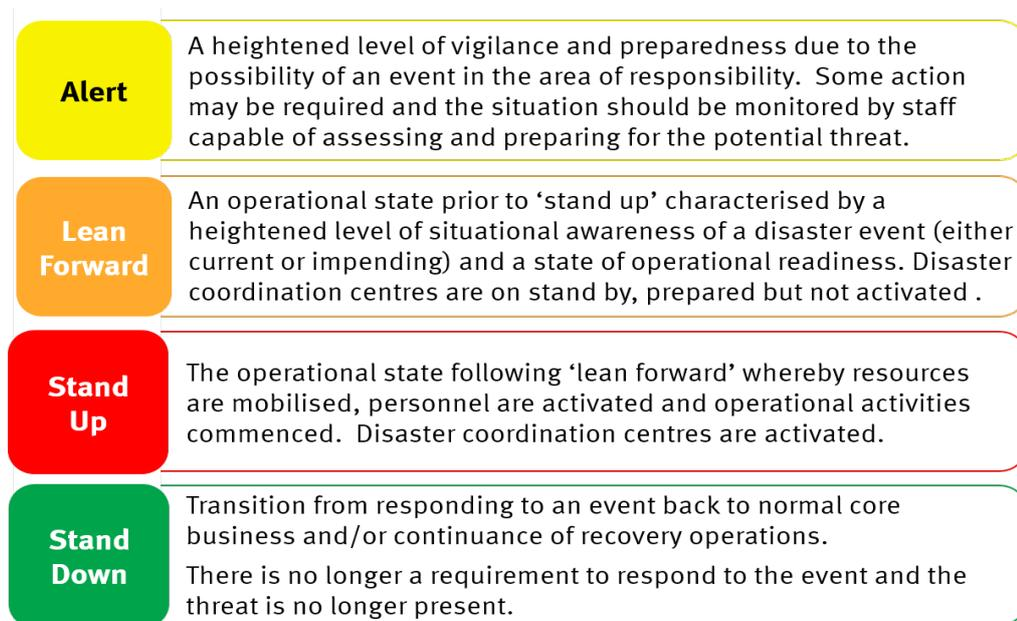 Alert
A heightened level of vigilance and preparedness due to the
possibility of an event in the area of responsibility.  Some action
may be required and the situation should be monitored by staff
capable of assessing and preparing for the potential threat.
Lean
Forward
An operational state prior to ‘stand up’ characterised by a
heightened level of situational awareness of a disaster event (either
current or impending) and a state of operational readiness. Disaster
coordination centres are on stand by, prepared but not activated .
Stand
Up
The operational state following ‘lean forward’ whereby resources
are mobilised, personnel are activated and operational activities
commenced.  Disaster coordination centres are activated.
Stand
Down
Transition from responding to an event back to normal core
business and/or continuance of recovery operations.
There is no longer a requirement to respond to the event and the
threat is no longer present.